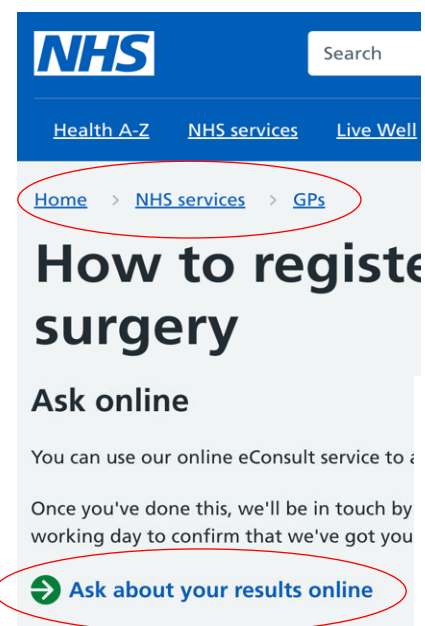 NHS
Search
Health A-Z NHS services Live Well
Home > NHS services > GPs
How to registe
surgery
Ask online
You can use our online eConsult service to a
Once you've done this, we'll be in touch by
working day to confirm that we've got you
Ask about your results online